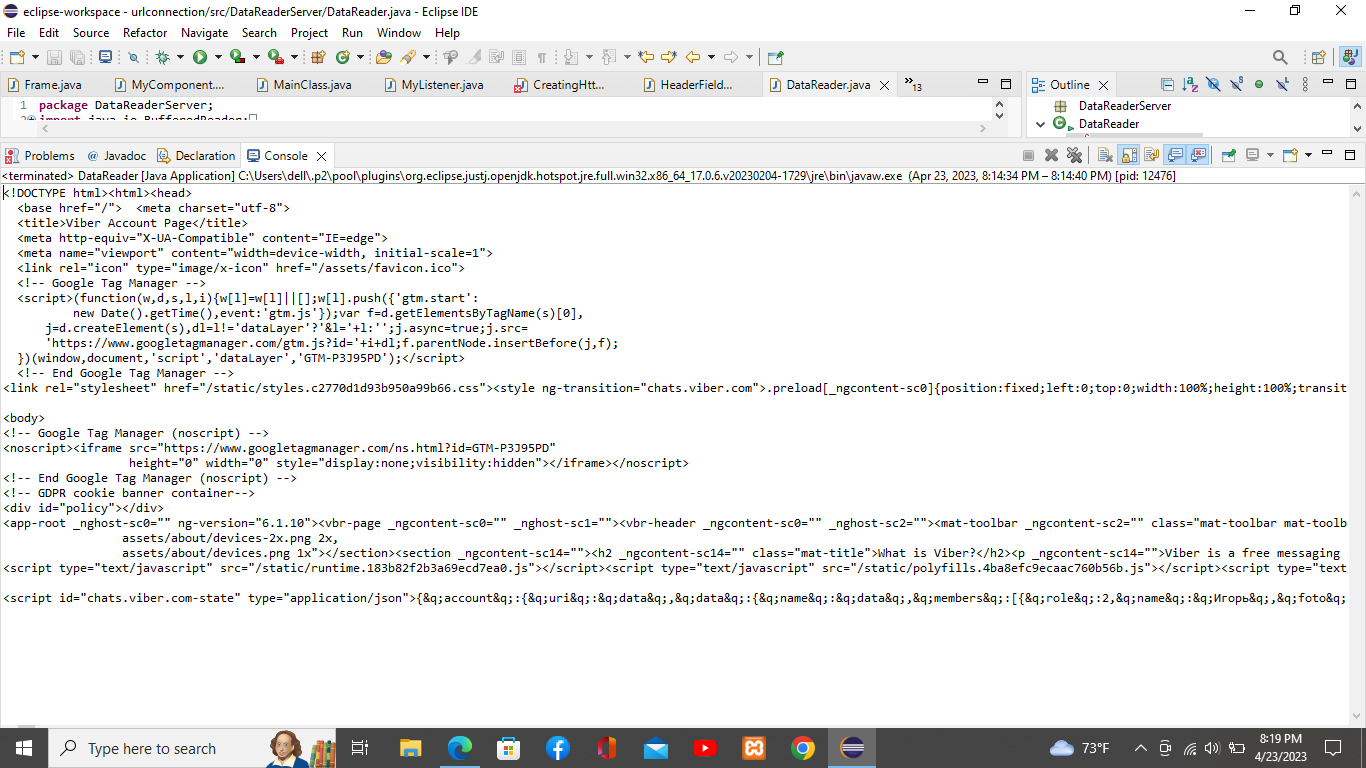 eclipse-workspace - urlconnection/src/DataReaderServer/DataReader.java - Eclipse IDE
File Edit Source Refactor Navigate Search Project Run Window Help
Frame.java MyComponent.... MainClass.java MyListener.java CreatingHtt... HeaderField... DataReader.java »13 Outline
1 package DataReaderServer;
2 import java.io.BufferedReader;
DataReaderServer
DataReader
Problems @ Javadoc Declaration Console
<terminated> DataReader [Java Application] C:\Users\dell\.p2\pool\plugins\org.eclipse.justj.openjdk.hotspot.jre.full.win32.x86_64_17.0.6.v20230204-1729\jre\bin\javaw.exe (Apr 23, 2023, 8:14:34 PM – 8:14:40 PM) [pid: 12476]
<!DOCTYPE html><html><head>
<base href="/"> <meta charset="utf-8">
<title>Viber Account Page</title>
<meta http-equiv="X-UA-Compatible" content="IE=edge">
<meta name="viewport" content="width=device-width, initial-scale=1">
<link rel="icon" type="image/x-icon" href="/assets/favicon.ico">
<!-- Google Tag Manager -->
<script>(function(w,d,s,l,i){w[l]=w[l]||[];w[l].push({'gtm.start':
new Date().getTime(),event:'gtm.js'});var f=d.getElementsByTagName(s)[0],
j=d.createElement(s),dl=l!='dataLayer'?'&l='+l:'';j.async=true;j.src=
'https://www.googletagmanager.com/gtm.js?id='+i+dl;f.parentNode.insertBefore(j,f);
})(window,document,'script','dataLayer','GTM-P3J95PD');</script>
<!-- End Google Tag Manager -->
<link rel="stylesheet" href="/static/styles.c2770d1d93b950a99b66.css"><style ng-transition="chats.viber.com">.preload[_ngcontent-sc0]{position:fixed;left:0;top:0;width:100%;height:100%;transit
<body>
<!-- Google Tag Manager (noscript) -->
<noscript><iframe src="https://www.googletagmanager.com/ns.html?id=GTM-P3J95PD"
height="0" width="0" style="display:none;visibility:hidden"></iframe></noscript>
<!-- End Google Tag Manager (noscript) -->
<!-- GDPR cookie banner container-->
<div id="policy"></div>
<app-root _nghost-sc0="" ng-version="6.1.10"><vbr-page _ngcontent-sc0="" _nghost-sc1=""><vbr-header _ngcontent-sc0="" _nghost-sc2=""><mat-toolbar _ngcontent-sc2="" class="mat-toolbar mat-toolb
assets/about/devices-2x.png 2x,
assets/about/devices.png 1x"></section><section _ngcontent-sc14=""><h2 _ngcontent-sc14="" class="mat-title">What is Viber?</h2><p _ngcontent-sc14="">Viber is a free messaging
<script type="text/javascript" src="/static/runtime.183b82f2b3a69ecd7ea0.js"></script><script type="text/javascript" src="/static/polyfills.4ba8efc9ecaac760b56b.js"></script><script type="text
<script id="chats.viber.com-state" type="application/json">{&q;account&q;:{&q;uri&q;:&q;data&q;,&q;data&q;:{&q;name&q;:&q;data&q;,&q;members&q;:[{&q;role&q;:2,&q;name&q;:&q;Игорь&q;,&q;foto&q;
Type here to search 73°F 8:19 PM
4/23/2023